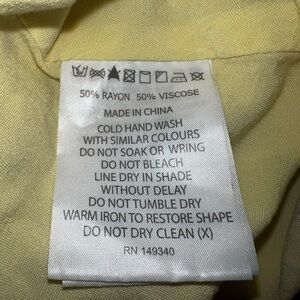 50% RAYON 50% VISCOSE
MADE IN CHINA
COLD HAND WASH
WITH SIMILAR COLOURS
DO NOT SOAK OR WRING
DO NOT BLEACH
LINE DRY IN SHADE
WITHOUT DELAY
DO NOT TUMBLE DRY
WARM IRON TO RESTORE SHAPE
DO NOT DRY CLEAN (X)
RN 149340